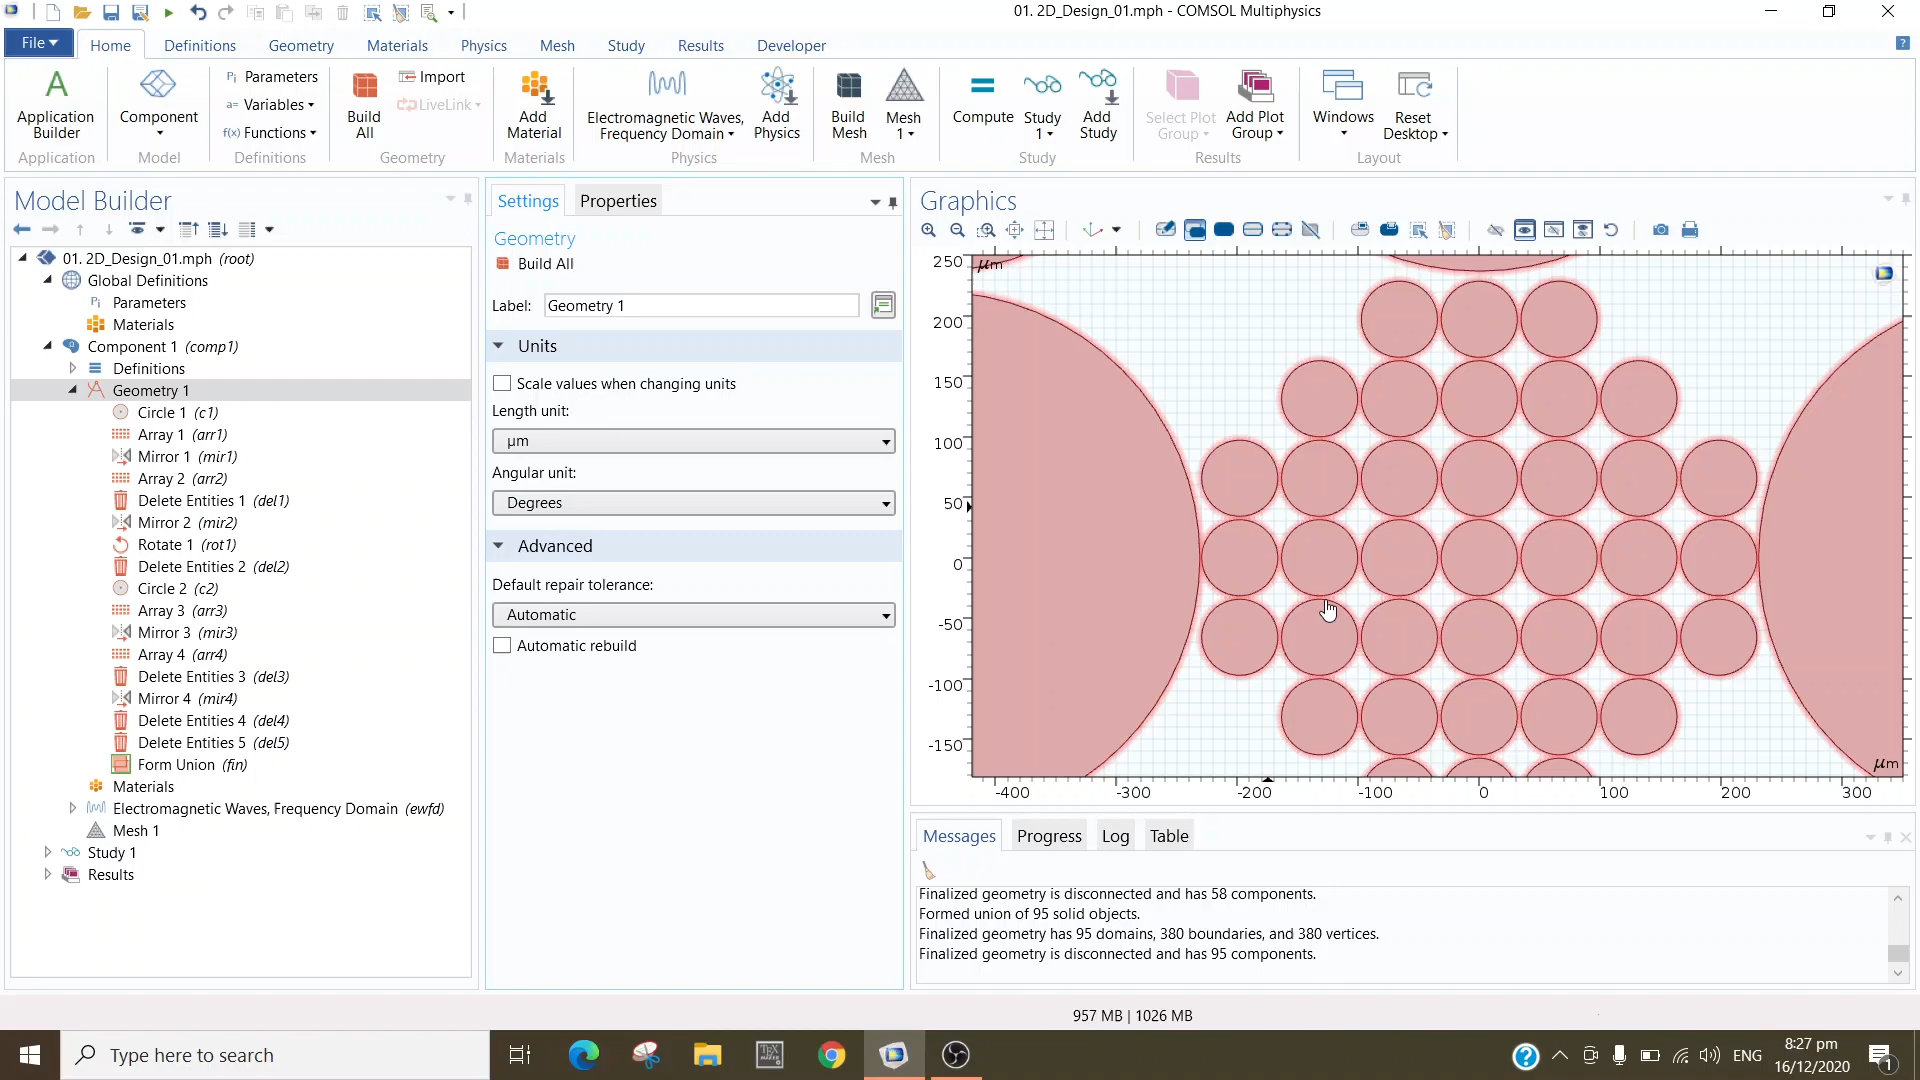 01. 2D_Design_01.mph - COMSOL Multiphysics
File Home Definitions Geometry Materials Physics Mesh Study Results Developer
A Pi Parameters Import
a= Variables LiveLink
f(x) Functions
Application Builder
Component
Build All
Add Material
Electromagnetic Waves, Frequency Domain
Add Physics
Build Mesh
Mesh 1
Compute
Study 1
Add Study
Select Plot Group
Add Plot Group
Windows
Reset Desktop
Application Model Definitions Geometry Materials Physics Mesh Study Results Layout
Model Builder
01. 2D_Design_01.mph (root)
Global Definitions
Pi Parameters
Materials
Component 1 (comp1)
Definitions
Geometry 1
Circle 1 (c1)
Array 1 (arr1)
Mirror 1 (mir1)
Array 2 (arr2)
Delete Entities 1 (del1)
Mirror 2 (mir2)
Rotate 1 (rot1)
Delete Entities 2 (del2)
Circle 2 (c2)
Array 3 (arr3)
Mirror 3 (mir3)
Array 4 (arr4)
Delete Entities 3 (del3)
Mirror 4 (mir4)
Delete Entities 4 (del4)
Delete Entities 5 (del5)
Form Union (fin)
Materials
Electromagnetic Waves, Frequency Domain (ewfd)
Mesh 1
Study 1
Results
Settings Properties
Geometry
Build All
Label: Geometry 1
Units
Scale values when changing units
Length unit:
µm
Angular unit:
Degrees
Advanced
Default repair tolerance:
Automatic
Automatic rebuild
Graphics
250 µm
200
150
100
50
0
-50
-100
-150
µm
-400 -300 -200 -100 0 100 200 300
Messages Progress Log Table
Finalized geometry is disconnected and has 58 components.
Formed union of 95 solid objects.
Finalized geometry has 95 domains, 380 boundaries, and 380 vertices.
Finalized geometry is disconnected and has 95 components.
957 MB | 1026 MB
Type here to search
ENG
8:27 pm
16/12/2020
1